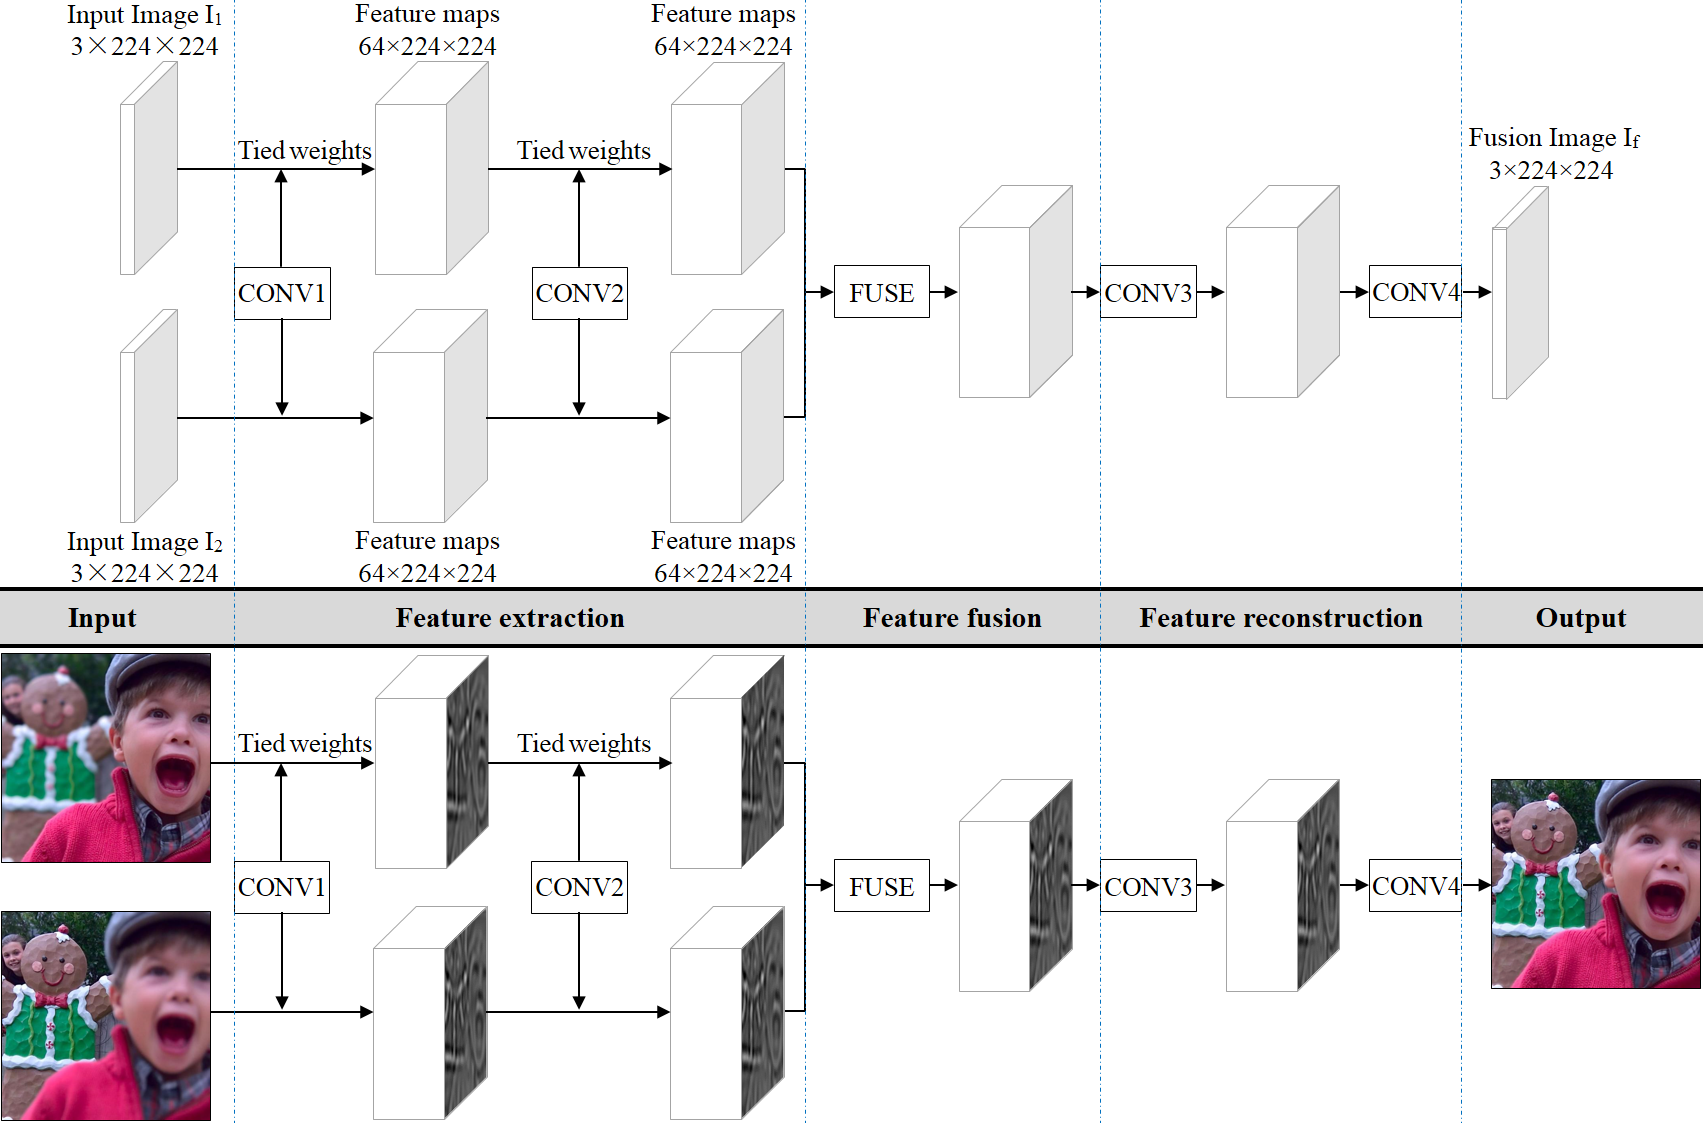 Input Image I₁
3×224×224
Feature maps
64×224×224
Feature maps
64×224×224
Tied weights
Tied weights
Fusion Image I_f
3×224×224
CONV1
CONV2
FUSE
CONV3
CONV4
Input Image I₂
3×224×224
Feature maps
64×224×224
Feature maps
64×224×224
Input
Feature extraction
Feature fusion
Feature reconstruction
Output
Tied weights
Tied weights
CONV1
CONV2
FUSE
CONV3
CONV4